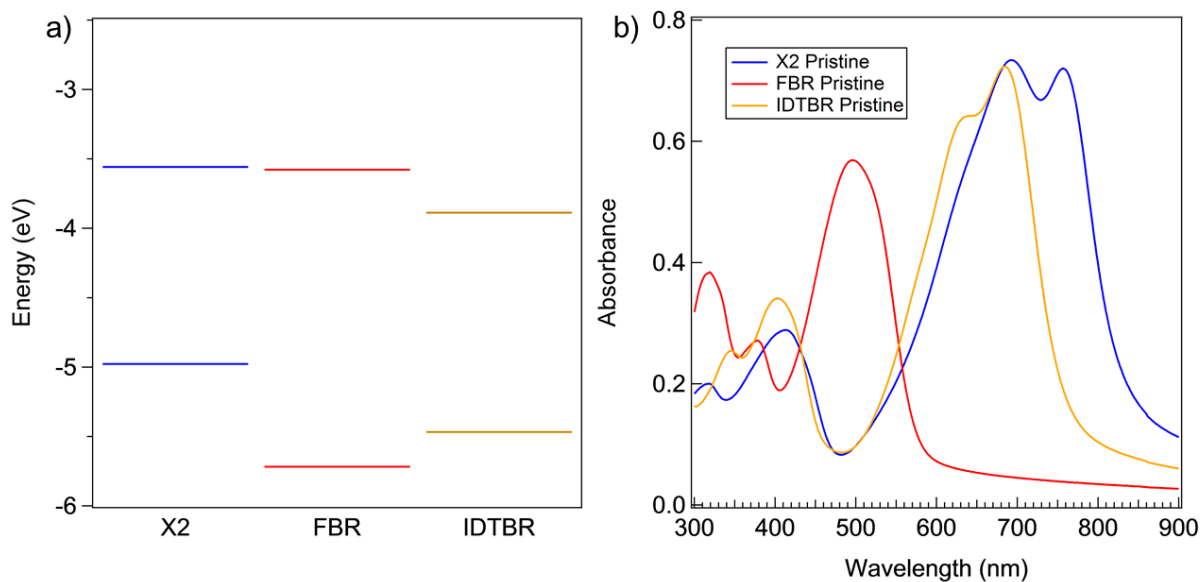 a)
Energy (eV)
-3
-4
-5
-6
X2 FBR IDTBR
b)
X2 Pristine
FBR Pristine
IDTBR Pristine
Absorbance
0.8
0.6
0.4
0.2
0.0
300 400 500 600 700 800 900
Wavelength (nm)